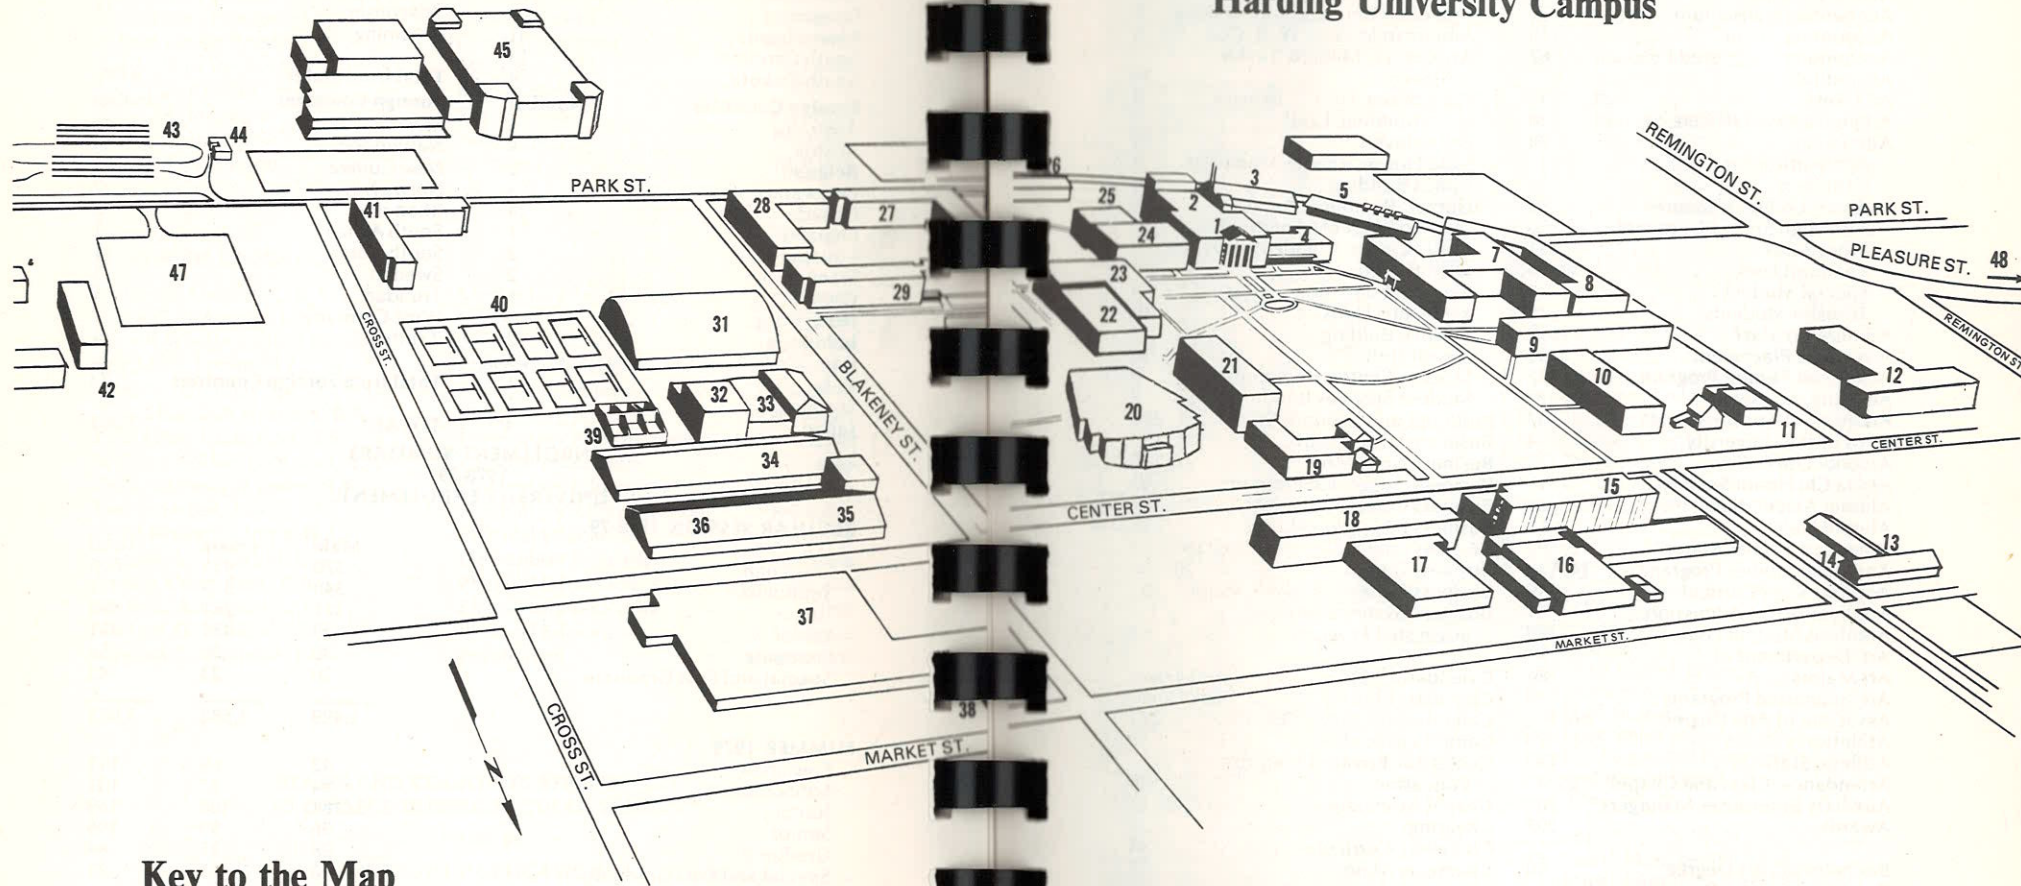 Harding University Campus
45
43
44
PARK ST.
41
47
42
40
CROSS ST.
28
27
29
31
32
33
39
34
35
36
37
38
BLAKENEY ST.
CROSS ST.
MARKET ST.
N
26
25
24
2
1
3
4
5
7
8
23
22
21
20
19
9
10
11
12
REMINGTON ST.
PARK ST.
PLEASURE ST. 48
REMINGTON ST.
CENTER ST.
CENTER ST.
15
18
17
16
14
13
MARKET ST.
Key to the Map